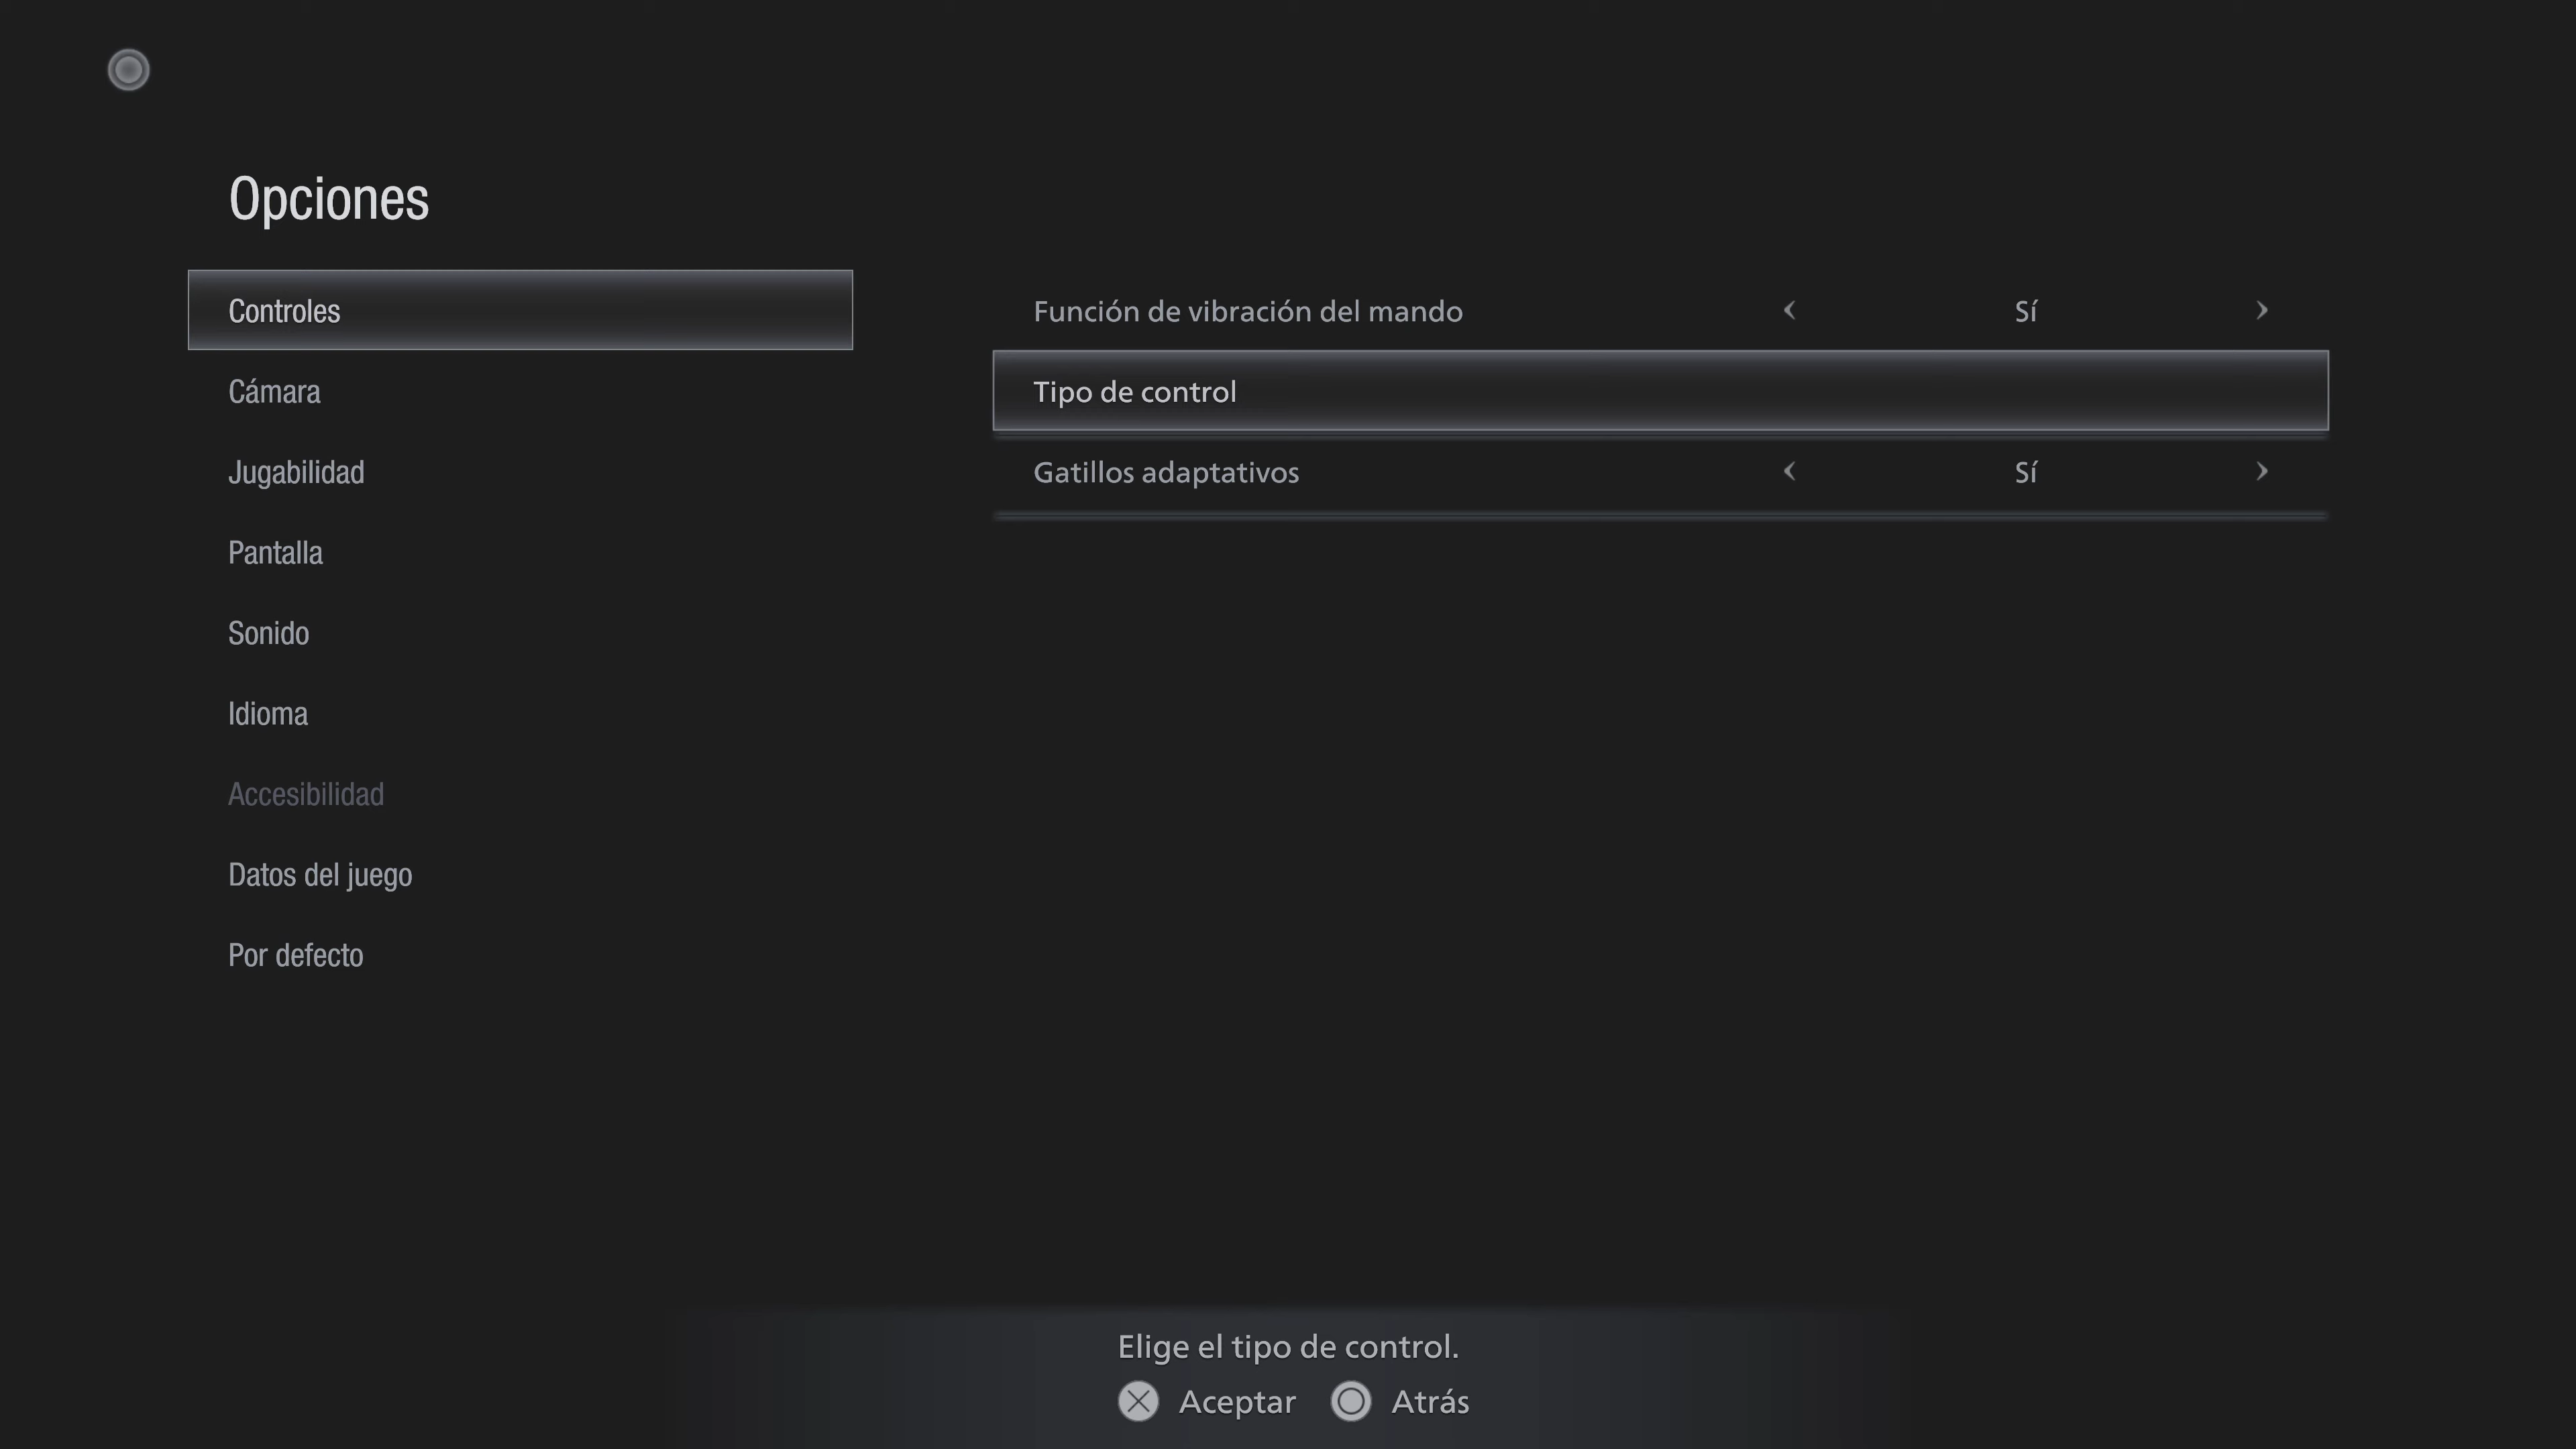 Opciones
Controles
Cámara
Jugabilidad
Pantalla
Sonido
Idioma
Accesibilidad
Datos del juego
Por defecto
Función de vibración del mando Sí
Tipo de control
Gatillos adaptativos Sí
Elige el tipo de control.
Aceptar Atrás